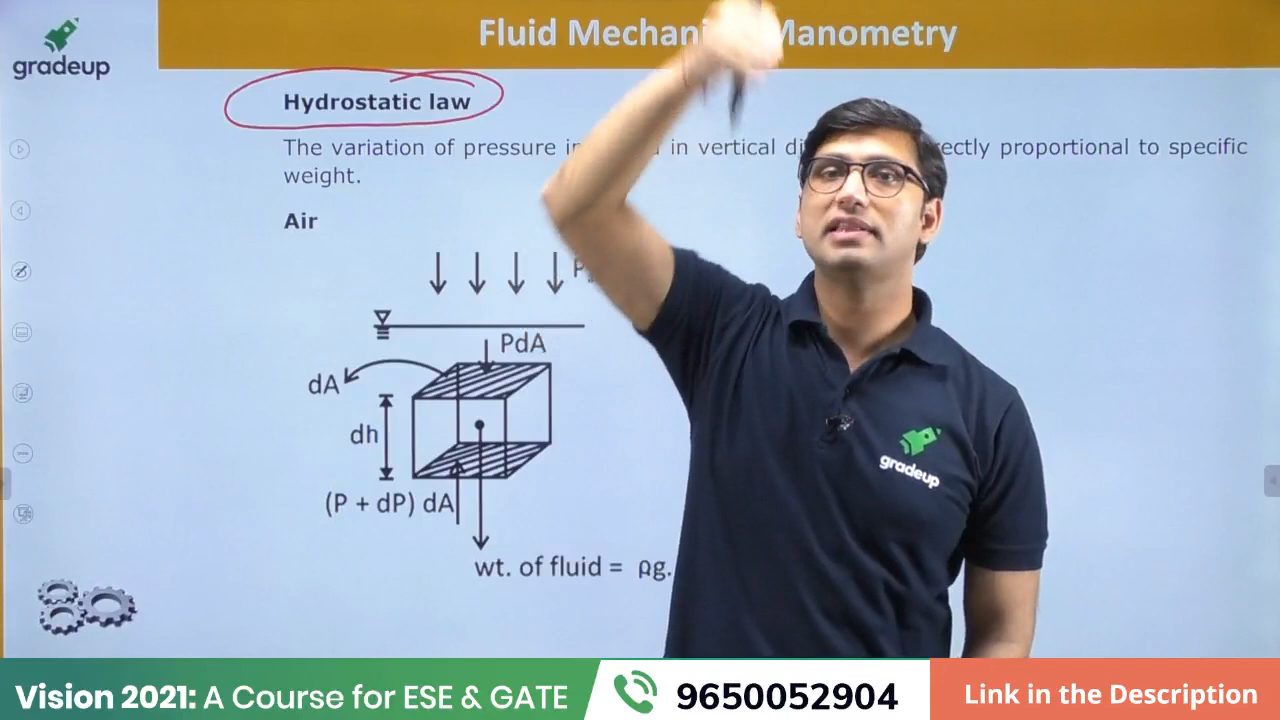 Fluid Mechani Manometry
gradeup
Hydrostatic law
The variation of pressure in vertical rectly proportional to specific
weight.
Air
P
PdA
dA
dh
(P + dP) dA
wt. of fluid = ρg.
gradeup
Vision 2021: A Course for ESE & GATE
9650052904
Link in the Description